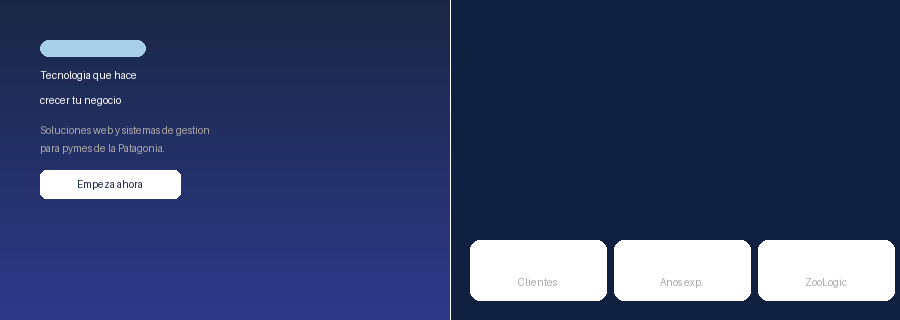 Tecnologia que hace
crecer tu negocio
Soluciones web y sistemas de gestion
para pymes de la Patagonia.
Empeza ahora
Clientes
Anos exp.
ZooLogic